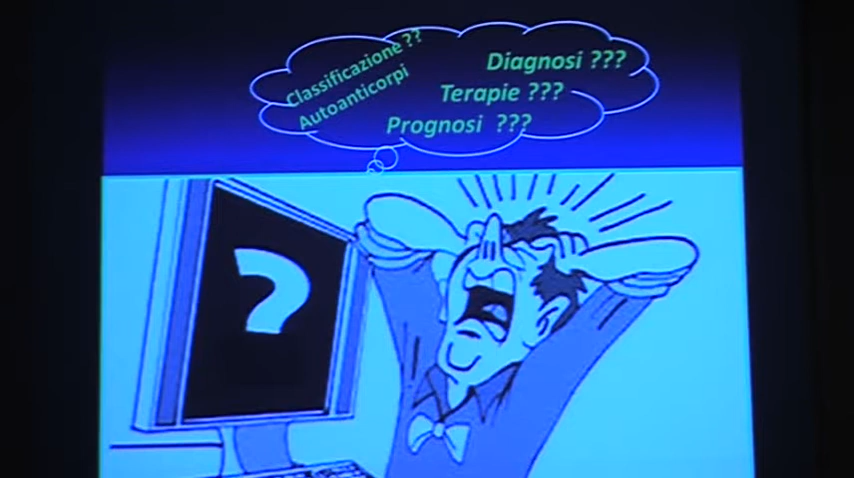 Classificazione ??
Autoanticorpi
Diagnosi ???
Terapie ???
Prognosi ???
?